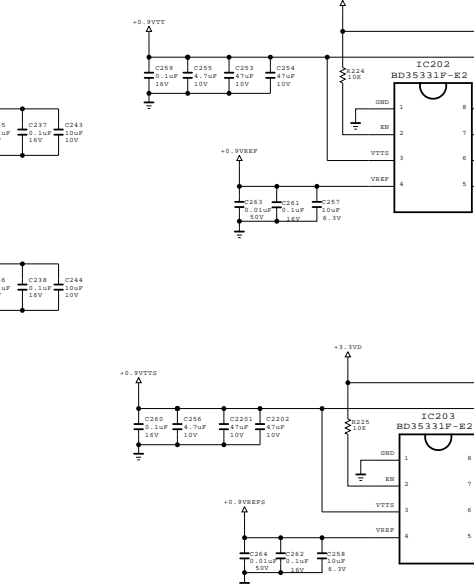 +0.9VTT
C259
0.1uF
16V
C255
4.7uF
10V
C253
47uF
10V
C254
47uF
10V
R224
10K
IC202
BD35331F-E2
GND
1
8
EN
2
7
VTTS
3
6
VREF
4
5
C237
0.1uF
16V
C243
10uF
10V
+0.9VREF
C263
0.01uF
50V
C261
0.1uF
16V
C257
10uF
6.3V
C238
0.1uF
16V
C244
10uF
10V
+3.3VD
+0.9VTTS
C260
0.1uF
16V
C256
4.7uF
10V
C2201
47uF
10V
C2202
47uF
10V
R225
10K
IC203
BD35331F-E2
GND
1
8
EN
2
7
VTTS
3
6
VREF
4
5
+0.9VREFS
C264
0.01uF
50V
C262
0.1uF
16V
C258
10uF
6.3V